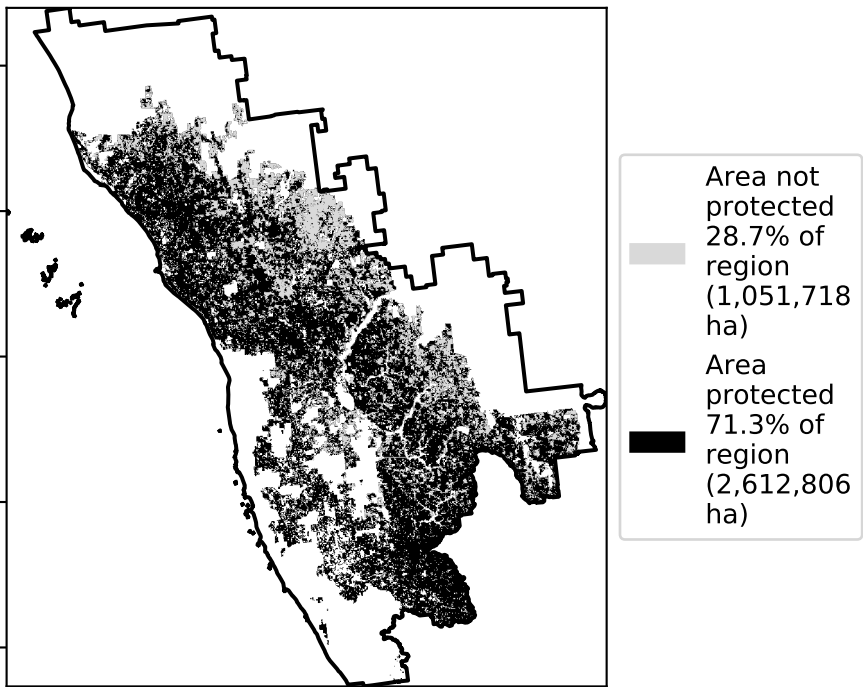 Area not
protected
28.7% of
region
(1,051,718
ha)
Area
protected
71.3% of
region
(2,612,806
ha)